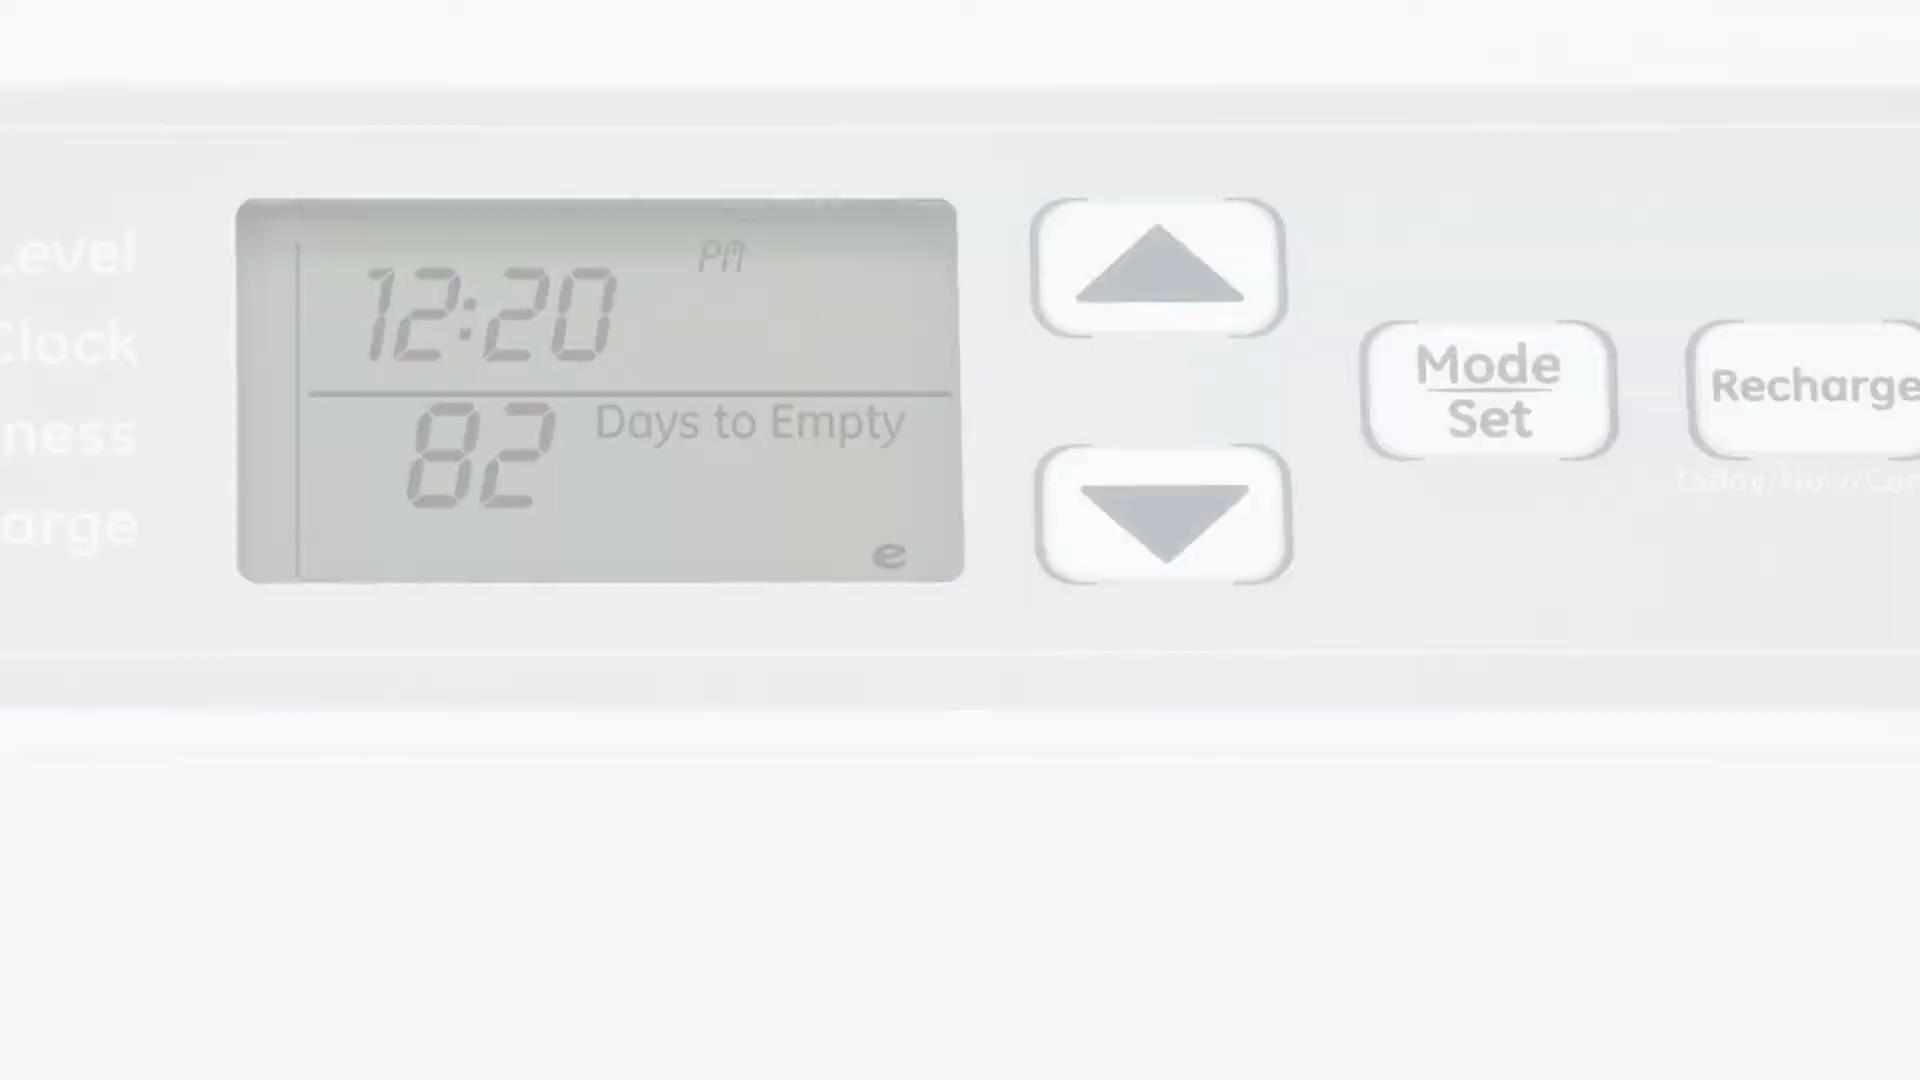 Level
Clock
ness
arge
12:20 PM
82 Days to Empty
e
Mode
Set
Recharge